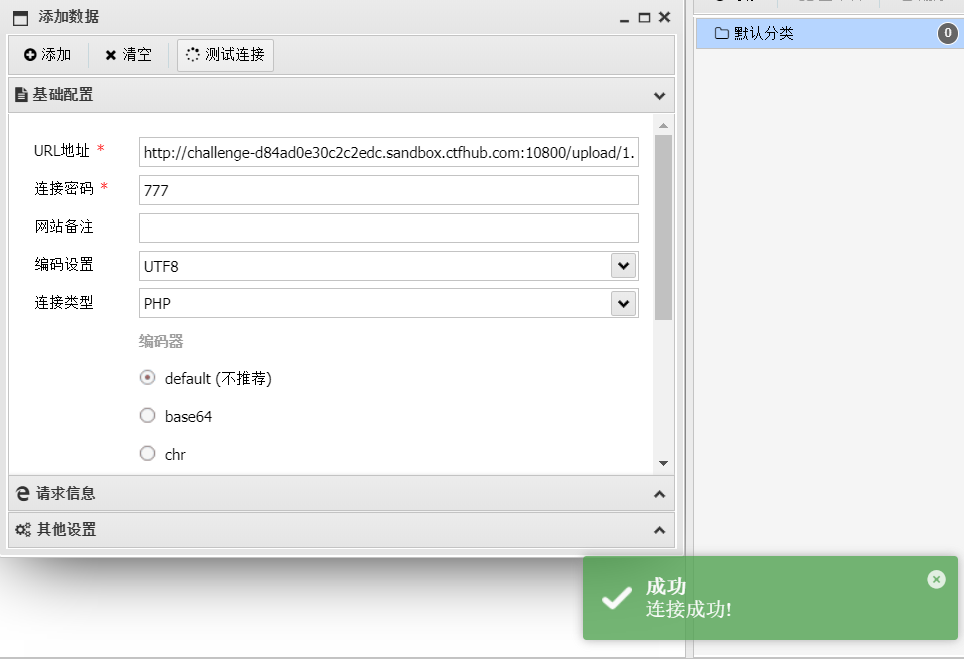 添加数据
添加 清空 测试连接
基础配置
URL地址 * http://challenge-d84ad0e30c2c2edc.sandbox.ctfhub.com:10800/upload/1.
连接密码 * 777
网站备注
编码设置 UTF8
连接类型 PHP
编码器
default (不推荐)
base64
chr
请求信息
其他设置
默认分类 0
成功
连接成功!